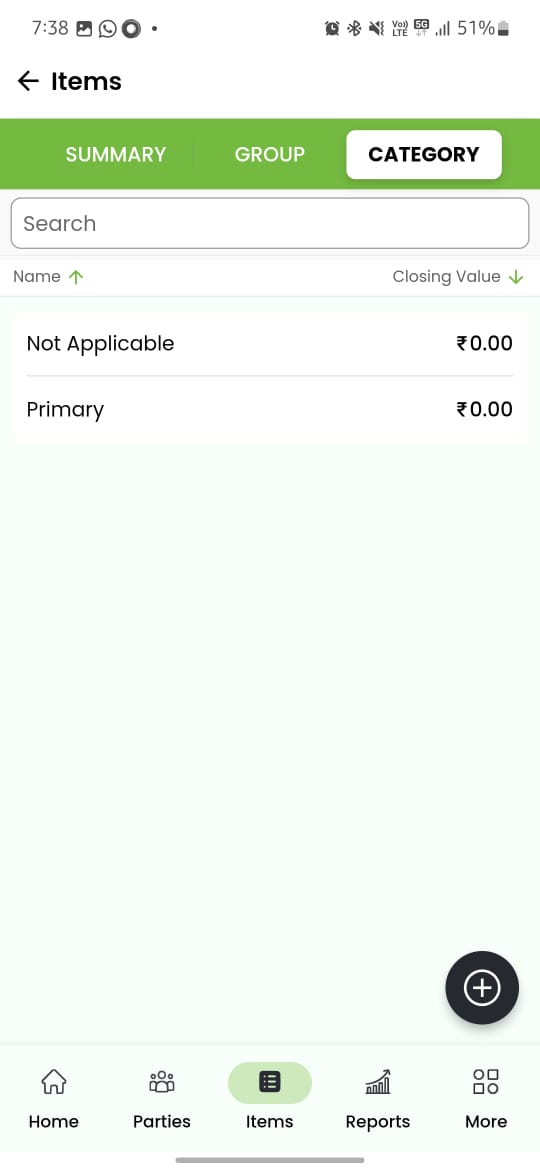 7:38 51%
Vo)) LTE 5G
Items
SUMMARY GROUP CATEGORY
Search
Name Closing Value
Not Applicable ₹0.00
Primary ₹0.00
Home Parties Items Reports More